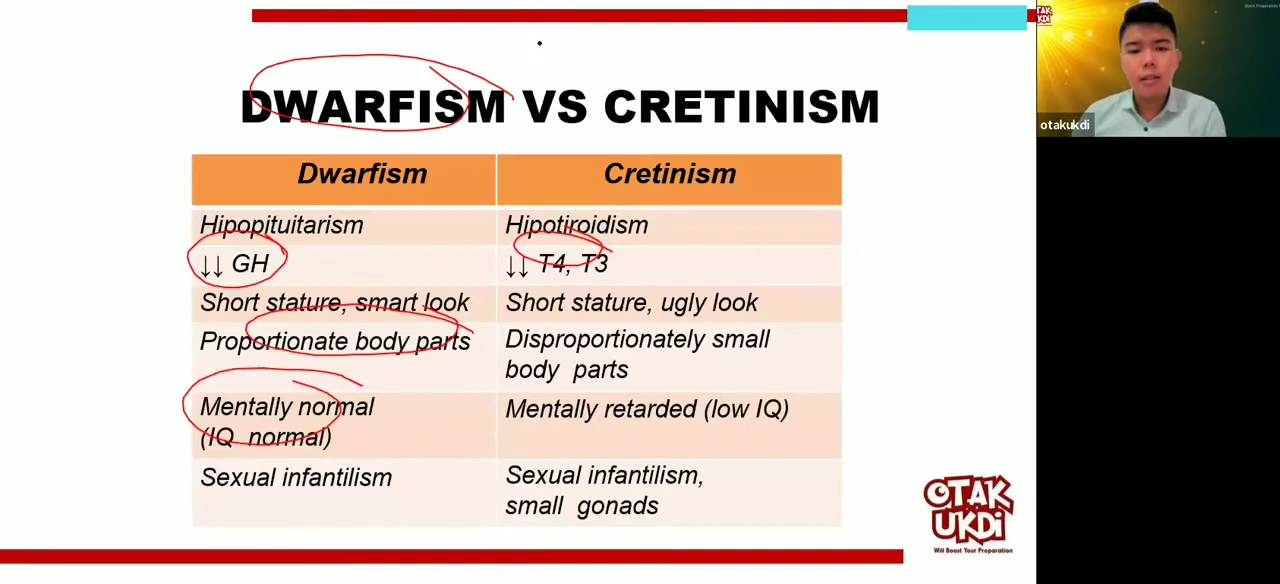 DWARFISM VS CRETINISM
Dwarfism
Cretinism
Hipopituitarism
Hipotiroidism
↓↓ GH
↓↓ T4, T3
Short stature, smart look
Short stature, ugly look
Proportionate body parts
Disproportionately small
body parts
Mentally normal
(IQ normal)
Mentally retarded (low IQ)
Sexual infantilism
Sexual infantilism,
small gonads
OTAK
UKDi
Will Boost Your Preparation
TAK
UKDI
otakukdi